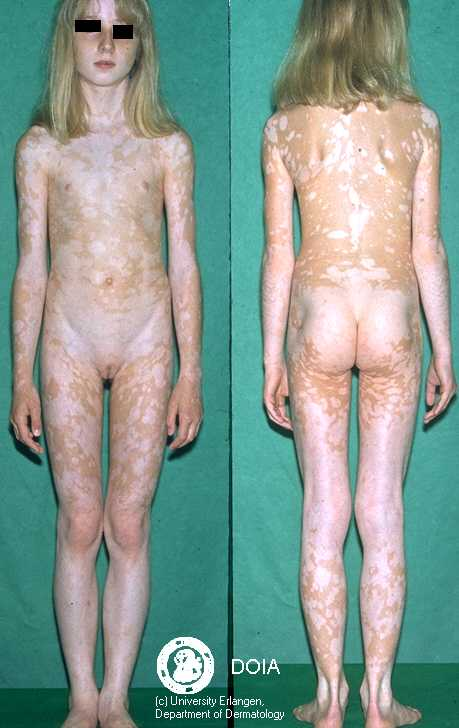 DOIA
(c) University Erlangen,
Department of Dermatology